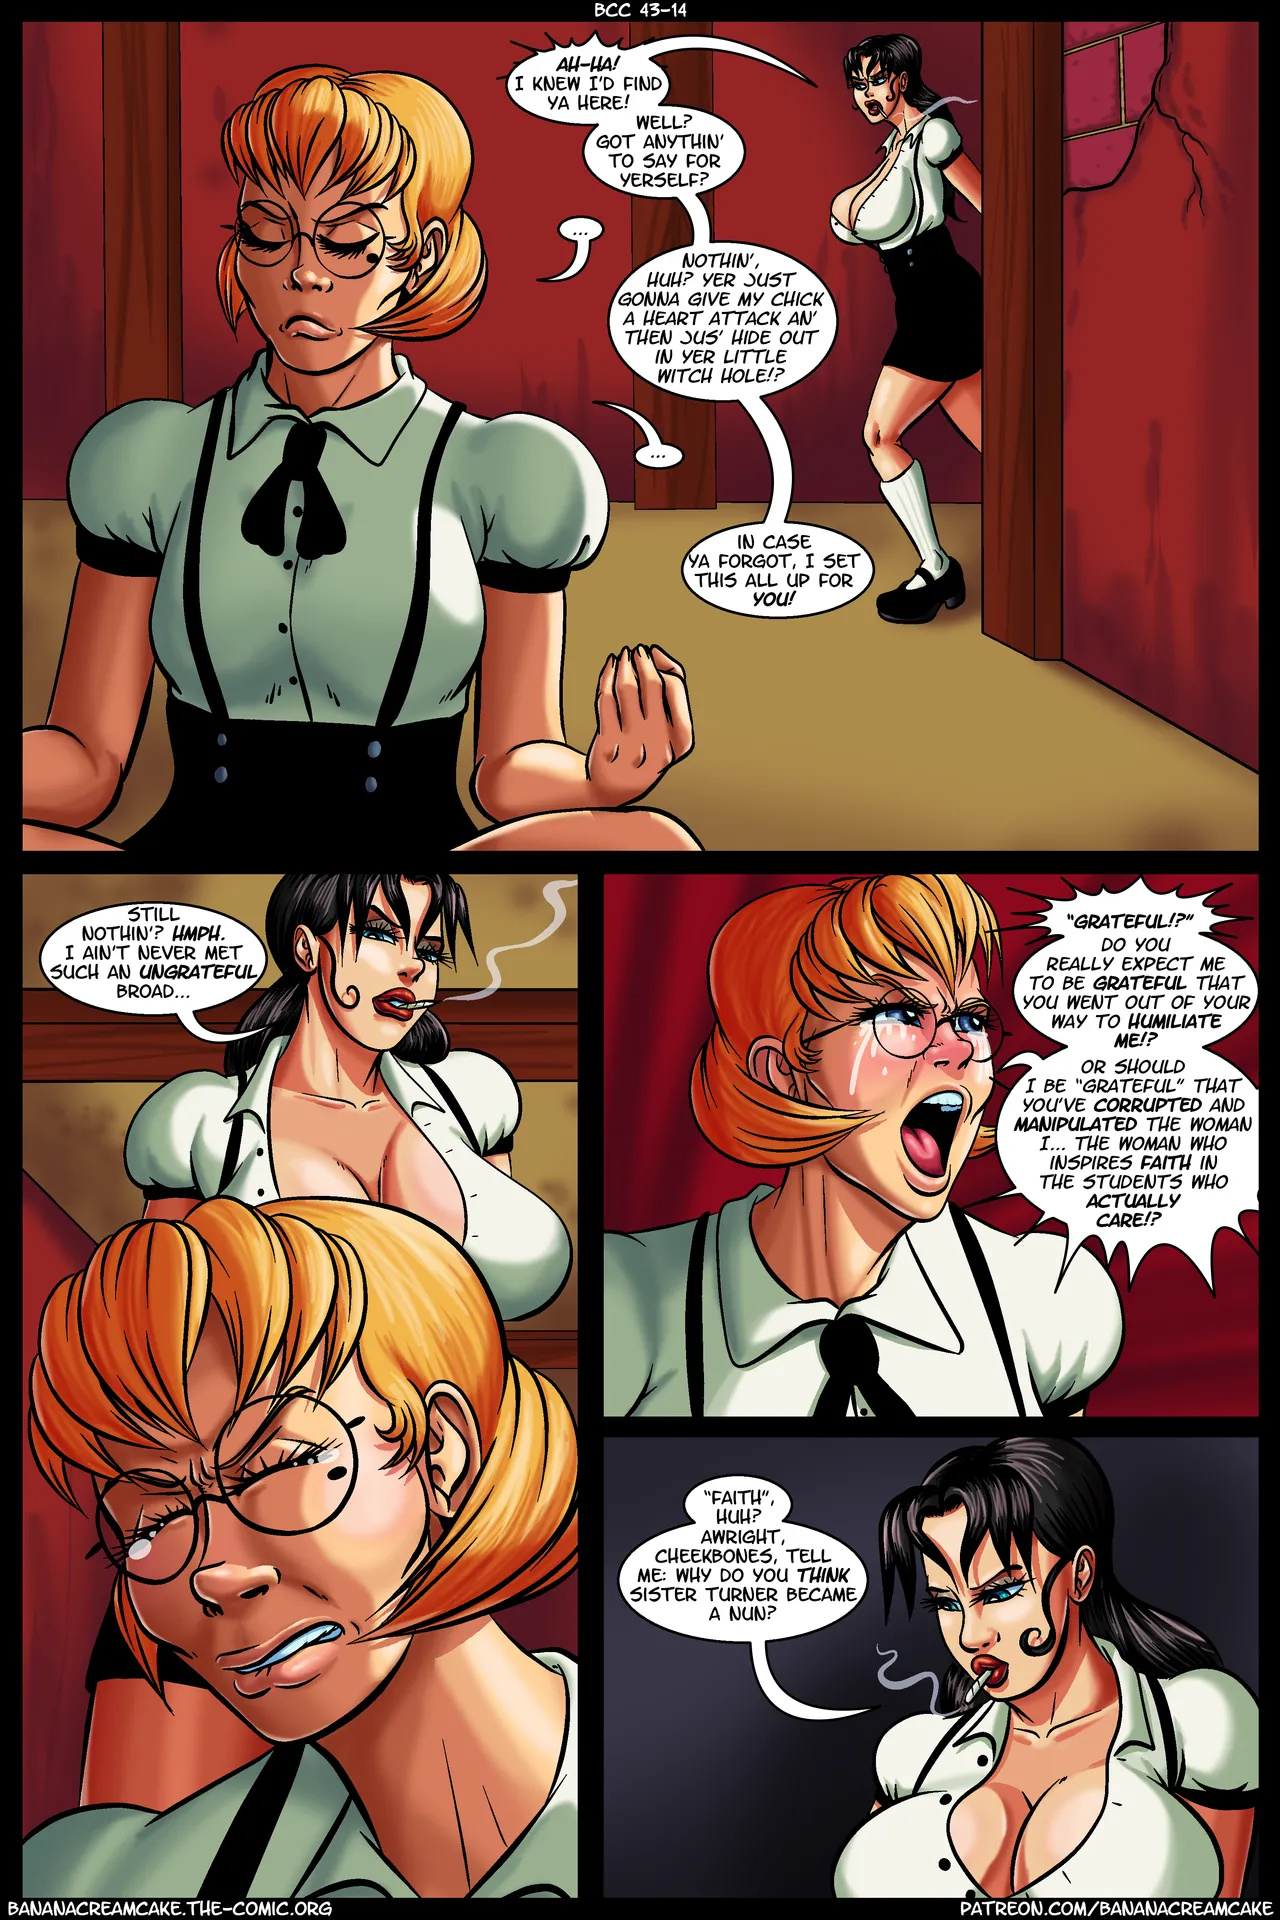 BCC 43-14
AH-HA!
I KNEW I'D FIND
YA HERE!
WELL?
GOT ANYTHIN'
TO SAY FOR
YERSELF?
...
NOTHIN',
HUH? YER JUST
GONNA GIVE MY CHICK
A HEART ATTACK AN'
THEN JUS' HIDE OUT
IN YER LITTLE
WITCH HOLE!?
...
IN CASE
YA FORGOT, I SET
THIS ALL UP FOR
YOU!
STILL
NOTHIN'? HMPH.
I AIN'T NEVER MET
SUCH AN UNGRATEFUL
BROAD...
"GRATEFUL!?"
DO YOU
REALLY EXPECT ME
TO BE GRATEFUL THAT
YOU WENT OUT OF YOUR
WAY TO HUMILIATE
ME!?
OR SHOULD
I BE "GRATEFUL" THAT
YOU'VE CORRUPTED AND
MANIPULATED THE WOMAN
I... THE WOMAN WHO
INSPIRES FAITH IN
THE STUDENTS WHO
ACTUALLY
CARE!?
"FAITH",
HUH?
AWRIGHT,
CHEEKBONES, TELL
ME: WHY DO YOU THINK
SISTER TURNER BECAME
A NUN?
BANANACREAMCAKE.THE-COMIC.ORG
PATREON.COM/BANANACREAMCAKE